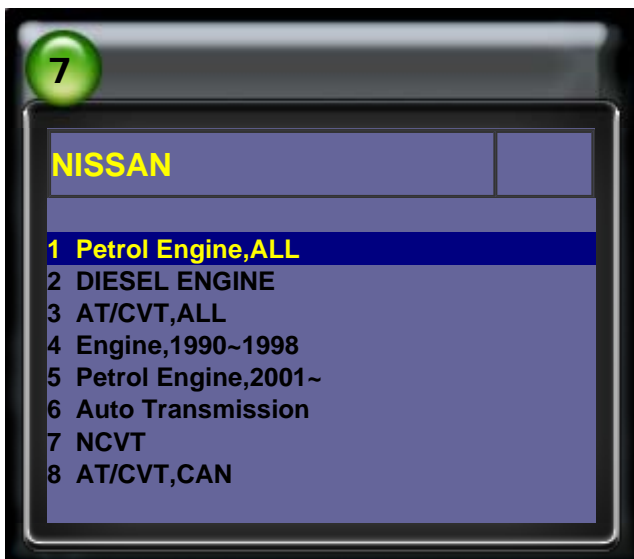 7
NISSAN
1 Petrol Engine,ALL
2 DIESEL ENGINE
3 AT/CVT,ALL
4 Engine,1990~1998
5 Petrol Engine,2001~
6 Auto Transmission
7 NCVT
8 AT/CVT,CAN